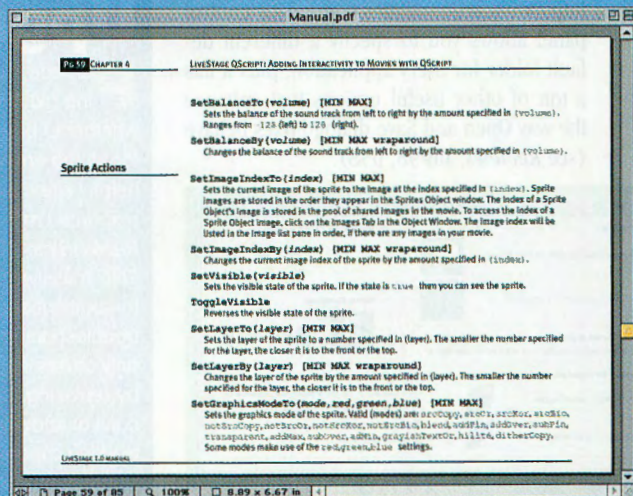 Manual.pdf
Pg 59 CHAPTER 4
LIVESTAGE QSCRIPT: ADDING INTERACTIVITY TO MOVIES WITH QSCRIPT
SetBalanceTo(volume) [MIN MAX]
Sets the balance of the sound track from left to right by the amount specified in (volume).
Ranges from -128 (left) to 128 (right).
SetBalanceBy(volume) [MIN MAX wraparound]
Changes the balance of the sound track from left to right by the amount specified in (volume).
Sprite Actions
SetImageIndexTo(index) [MIN MAX]
Sets the current image of the sprite to the image at the index specified in (index). Sprite
images are stored in the order they appear in the Sprites Object window. The index of a Sprite
Object's image is stored in the pool of shared images in the movie. To access the index of a
Sprite Object image, click on the Images Tab in the Object Window. The image index will be
listed in the image list pane in order, if there are any images in your movie.
SetImageIndexBy(index) [MIN MAX wraparound]
Changes the current image index of the sprite by the amount specified in (index).
SetVisible(visible)
Sets the visible state of the sprite. If the state is true then you can see the sprite.
ToggleVisible
Reverses the visible state of the sprite.
SetLayerTo(layer) [MIN MAX]
Sets the layer of the sprite to a number specified in (layer). The smaller the number specified
for the layer, the closer it is to the front or the top.
SetLayerBy(layer) [MIN MAX wraparound]
Changes the layer of the sprite by the amount specified in (layer). The smaller the number
specified for the layer, the closer it is to the front or the top.
SetGraphicsModeTo(mode,red,green,blue) [MIN MAX]
Sets the graphics mode of the sprite. Valid (modes) are: srcCopy, srcOr, srcXor, srcBic,
notSrcCopy, notSrcOr, notSrcXor, notSrcBic, blend, addPin, addOver, subPin,
transparent, addMax, subOver, adMin, grayishTextOr, hilite, ditherCopy.
Some modes make use of the red,green,blue settings.
LIVESTAGE 1.0 MANUAL
Page 59 of 85 100% 8.89 x 6.67 in